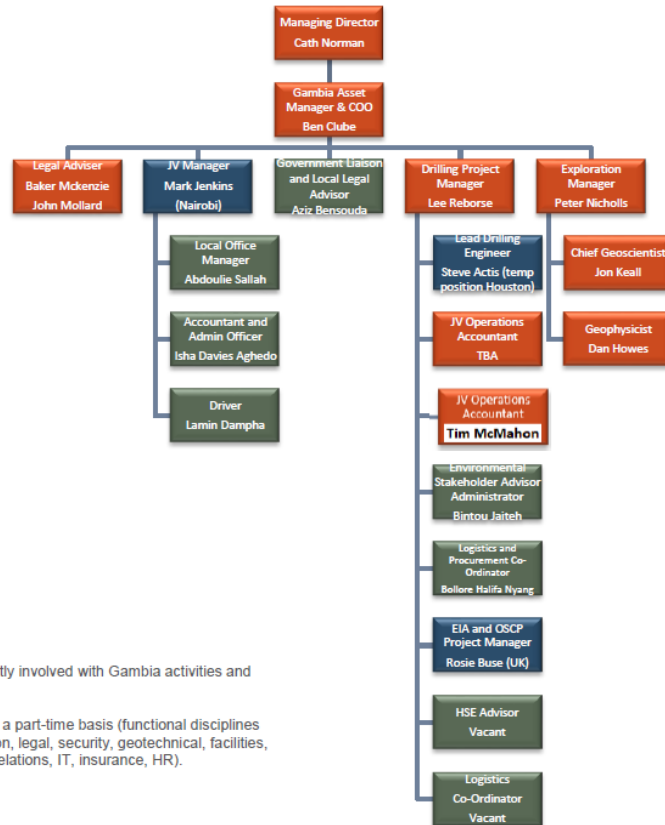 Managing Director
Cath Norman
Gambia Asset
Manager & COO
Ben Clube
Legal Adviser
Baker Mckenzie
John Mollard
JV Manager
Mark Jenkins
(Nairobi)
Government Liaison
and Local Legal
Advisor
Aziz Bensouda
Drilling Project
Manager
Lee Reborse
Exploration
Manager
Peter Nicholls
Local Office
Manager
Abdoulie Sallah
Accountant and
Admin Officer
Isha Davies Aghedo
Driver
Lamin Dampha
Lead Drilling
Engineer
Steve Actis (temp
position Houston)
JV Operations
Accountant
TBA
JV Operations
Accountant
Tim McMahon
Environmental
Stakeholder Advisor
Administrator
Bintou Jaiteh
Logistics and
Procurement Co-
Ordinator
Bollore Halifa Nyang
EIA and OSCP
Project Manager
Rosie Buse (UK)
HSE Advisor
Vacant
Logistics
Co-Ordinator
Vacant
Chief Geoscientist
Jon Keall
Geophysicist
Dan Howes
tly involved with Gambia activities and
a part-time basis (functional disciplines
on, legal, security, geotechnical, facilities,
elations, IT, insurance, HR).